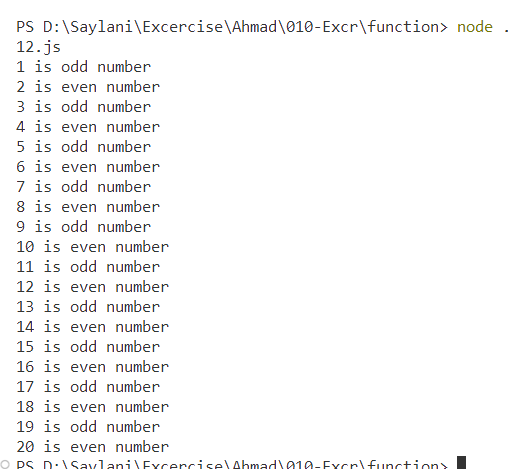 PS D:\Saylani\Excercise\Ahmad\010-Excr\function> node .
12.js
1 is odd number
2 is even number
3 is odd number
4 is even number
5 is odd number
6 is even number
7 is odd number
8 is even number
9 is odd number
10 is even number
11 is odd number
12 is even number
13 is odd number
14 is even number
15 is odd number
16 is even number
17 is odd number
18 is even number
19 is odd number
20 is even number
PS D:\Saylani\Excercise\Ahmad\010-Excr\function>